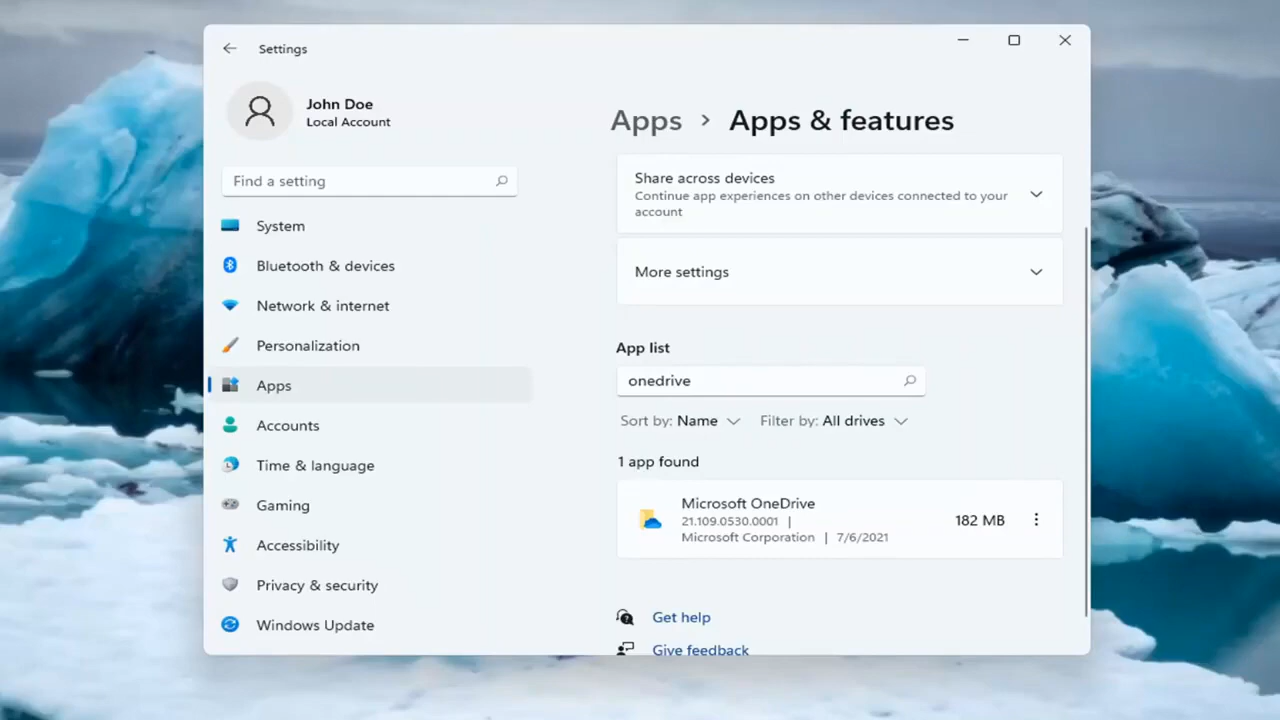 Settings
John Doe
Local Account
Find a setting
System
Bluetooth & devices
Network & internet
Personalization
Apps
Accounts
Time & language
Gaming
Accessibility
Privacy & security
Windows Update
Apps > Apps & features
Share across devices
Continue app experiences on other devices connected to your
account
More settings
App list
onedrive
Sort by: Name Filter by: All drives
1 app found
Microsoft OneDrive
21.109.0530.0001 |
Microsoft Corporation | 7/6/2021
182 MB
Get help
Give feedback